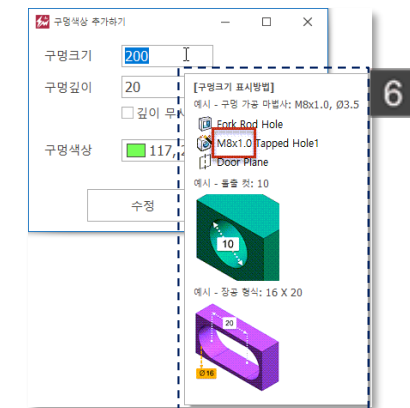 구멍색상 추가하기
구멍크기 200
구멍깊이 20
깊이 무시
구멍색상 117, 2
수정
6
[구멍크기 표시방법]
예시 - 구멍 가공 마법사: M8x1.0, Ø3.5
Fork Rod Hole
M8x1.0 Tapped Hole1
Door Plane
예시 - 돌출 컷: 10
10
예시 - 장공 형식: 16 X 20
20
Ø16